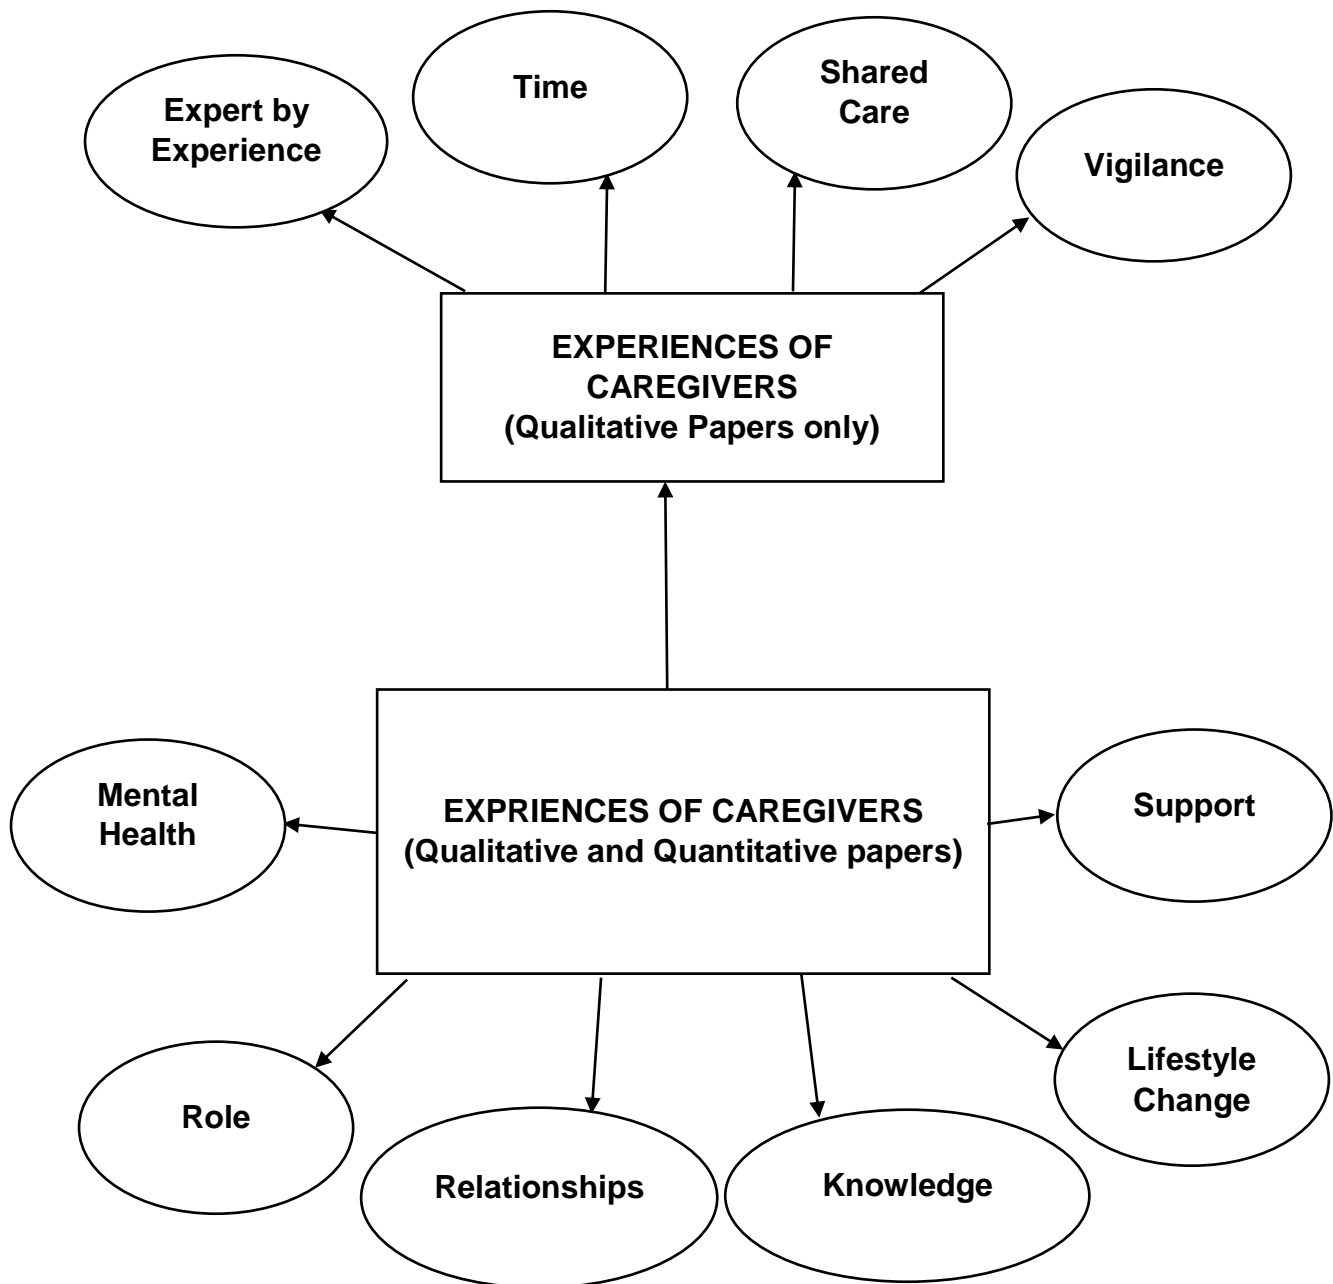 Expert by
Experience
Time
Shared
Care
Vigilance
EXPERIENCES OF
CAREGIVERS
(Qualitative Papers only)
EXPRIENCES OF CAREGIVERS
(Qualitative and Quantitative papers)
Mental
Health
Support
Role
Relationships
Knowledge
Lifestyle
Change